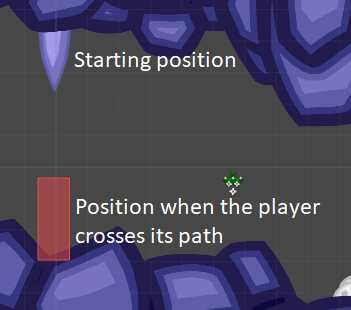 Starting position
Position when the player
crosses its path